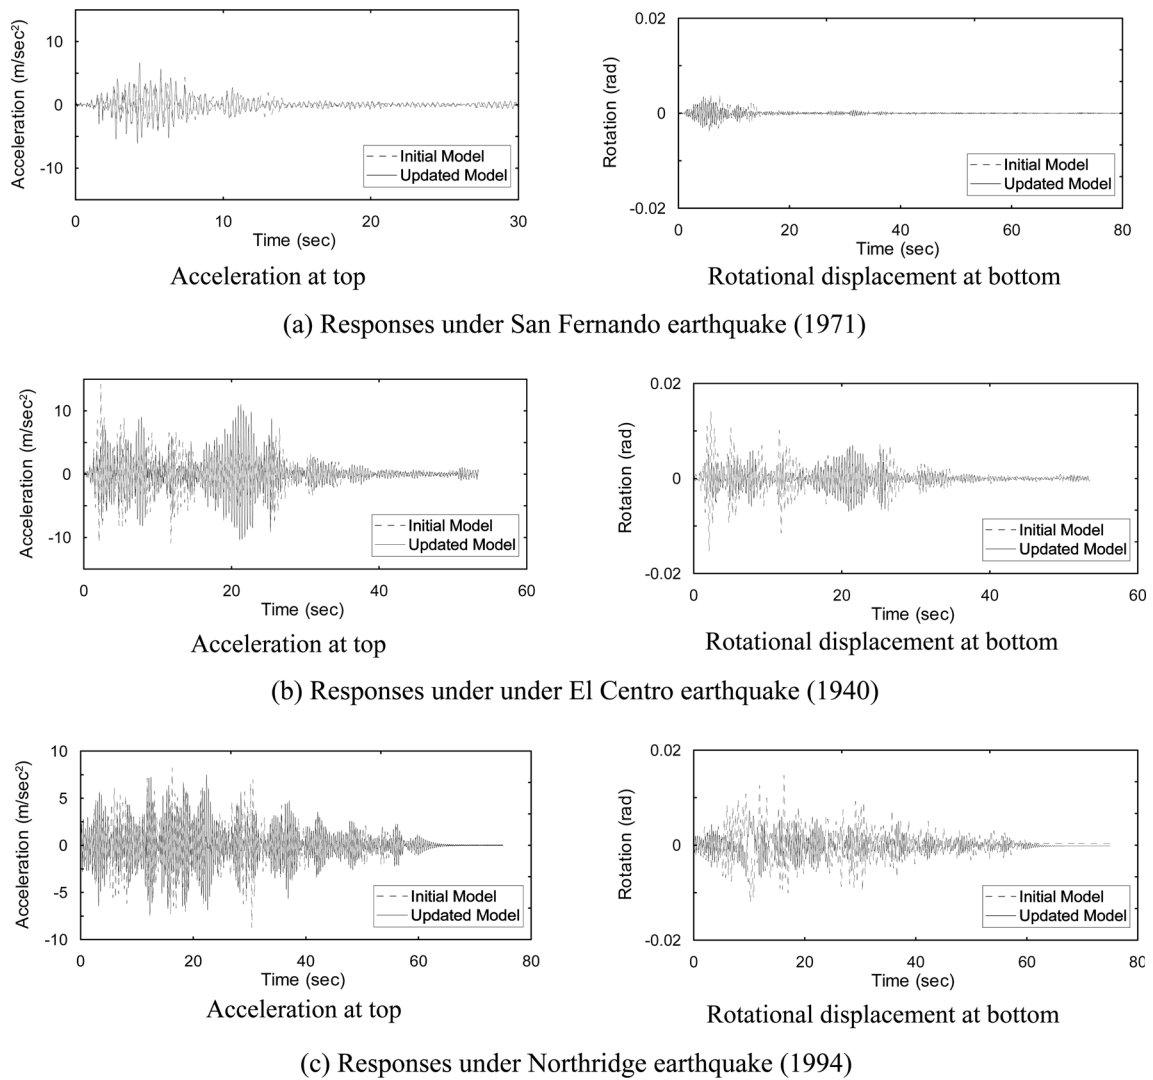 Acceleration (m/sec²)
10
0
-10
0
10
20
30
Time (sec)
Initial Model
Updated Model
Acceleration at top
Rotation (rad)
0.02
0
-0.02
0
20
40
60
80
Time (sec)
Initial Model
Updated Model
Rotational displacement at bottom
(a) Responses under San Fernando earthquake (1971)
Acceleration (m/sec²)
10
0
-10
0
20
40
60
Time (sec)
Initial Model
Updated Model
Acceleration at top
Rotation (rad)
0.02
0
-0.02
0
20
40
60
Time (sec)
Initial Model
Updated Model
Rotational displacement at bottom
(b) Responses under under El Centro earthquake (1940)
Acceleration (m/sec²)
10
5
0
-5
-10
0
20
40
60
80
Time (sec)
Initial Model
Updated Model
Acceleration at top
Rotation (rad)
0.02
0
-0.02
0
20
40
60
80
Time (sec)
Initial Model
Updated Model
Rotational displacement at bottom
(c) Responses under Northridge earthquake (1994)